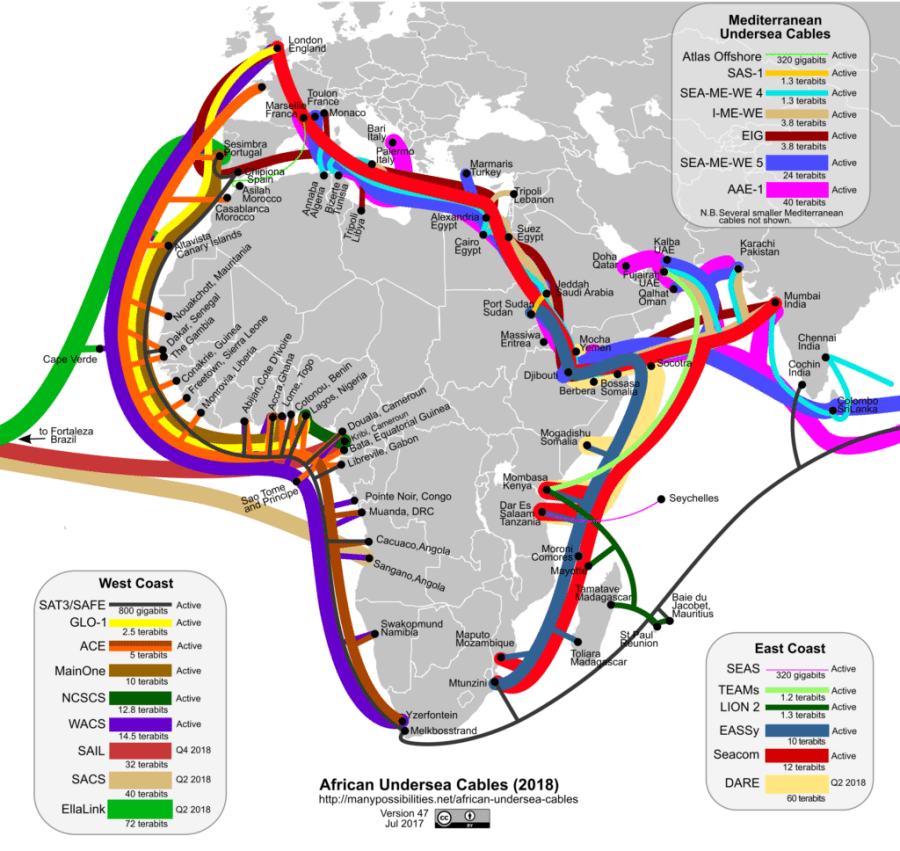 London
England
Mediterranean
Undersea Cables
Atlas Offshore
320 gigabits
Active
SAS-1
1.3 terabits
Active
SEA-ME-WE 4
1.3 terabits
Active
I-ME-WE
3.8 terabits
Active
EIG
3.8 terabits
Active
SEA-ME-WE 5
24 terabits
Active
AAE-1
40 terabits
Active
N.B. Several smaller Mediterranean
cables not shown.
Toulon
France
Marseille
France
Monaco
Bari
Italy
Palermo
Italy
Sesimbra
Portugal
Chipiona
Spain
Asilah
Morocco
Casablanca
Morocco
Annaba
Algeria
Bizerte
Tunisia
Tripoli
Libya
Marmaris
Turkey
Tripoli
Lebanon
Alexandria
Egypt
Cairo
Egypt
Suez
Egypt
Altavista
Canary Islands
Doha
Qatar
Kalba
UAE
Fujairah
UAE
Qalhat
Oman
Karachi
Pakistan
Jeddah
Saudi Arabia
Port Sudan
Sudan
Mumbai
India
Nouakchott, Mauritania
Dakar, Senegal
The Gambia
Conakrie, Guinea
Freetown, Sierra Leone
Monrovia, Liberia
Abijan, Cote D'Ivoire
Accra, Ghana
Lome, Togo
Cotonou, Benin
Lagos, Nigeria
Cape Verde
Massiwa
Eritrea
Mocha
Yemen
Chennai
India
Cochin
India
Djibouti
Socotra
Berbera
Bossasa
Somalia
Colombo
Sri Lanka
to Fortaleza
Brazil
Douala, Cameroun
Kribi, Cameroun
Bata, Equatorial Guinea
Libreville, Gabon
Mogadishu
Somalia
Sao Tome
and Principe
Mombasa
Kenya
Pointe Noir, Congo
Muanda, DRC
Dar Es
Salaam
Tanzania
Seychelles
Cacuaco, Angola
Sangano, Angola
Moroni
Comores
Mayotte
Tamatave
Madagascar
Baie du
Jacobet,
Mauritius
St Paul
Reunion
Swakopmund
Namibia
Maputo
Mozambique
Toliara
Madagascar
Mtunzini
Yzerfontein
Melkbosstrand
West Coast
SAT3/SAFE
800 gigabits
Active
GLO-1
2.5 terabits
Active
ACE
5 terabits
Active
MainOne
10 terabits
Active
NCSCS
12.8 terabits
Active
WACS
14.5 terabits
Active
SAIL
32 terabits
Q4 2018
SACS
40 terabits
Q2 2018
EllaLink
72 terabits
Q2 2018
East Coast
SEAS
320 gigabits
Active
TEAMs
1.2 terabits
Active
LION 2
1.3 terabits
Active
EASSy
10 terabits
Active
Seacom
12 terabits
Active
DARE
60 terabits
Q2 2018
African Undersea Cables (2018)
http://manypossibilities.net/african-undersea-cables
Version 47
Jul 2017
cc
BY